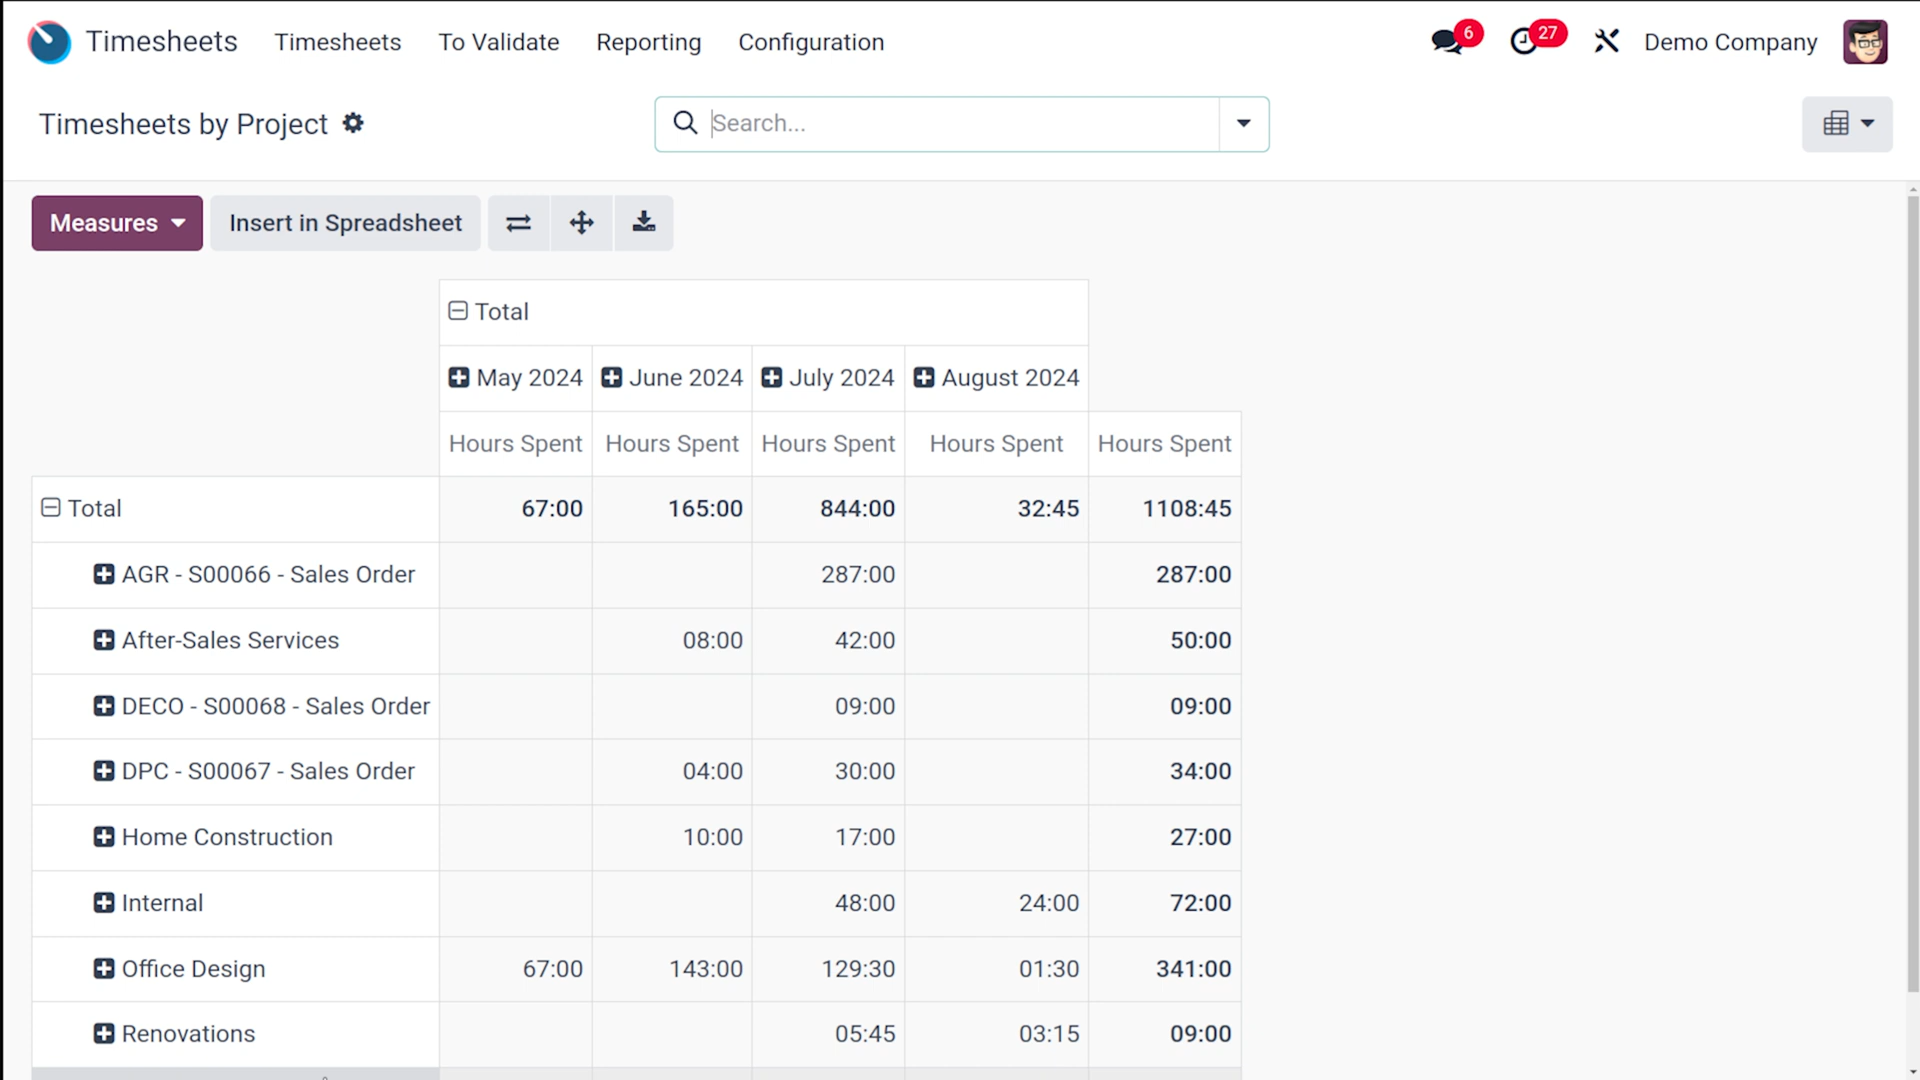 Timesheets Timesheets To Validate Reporting Configuration 6 27 Demo Company
Timesheets by Project Search...
Measures Insert in Spreadsheet
Total
May 2024 June 2024 July 2024 August 2024
Hours Spent Hours Spent Hours Spent Hours Spent Hours Spent
Total 67:00 165:00 844:00 32:45 1108:45
AGR - S00066 - Sales Order 287:00 287:00
After-Sales Services 08:00 42:00 50:00
DECO - S00068 - Sales Order 09:00 09:00
DPC - S00067 - Sales Order 04:00 30:00 34:00
Home Construction 10:00 17:00 27:00
Internal 48:00 24:00 72:00
Office Design 67:00 143:00 129:30 01:30 341:00
Renovations 05:45 03:15 09:00